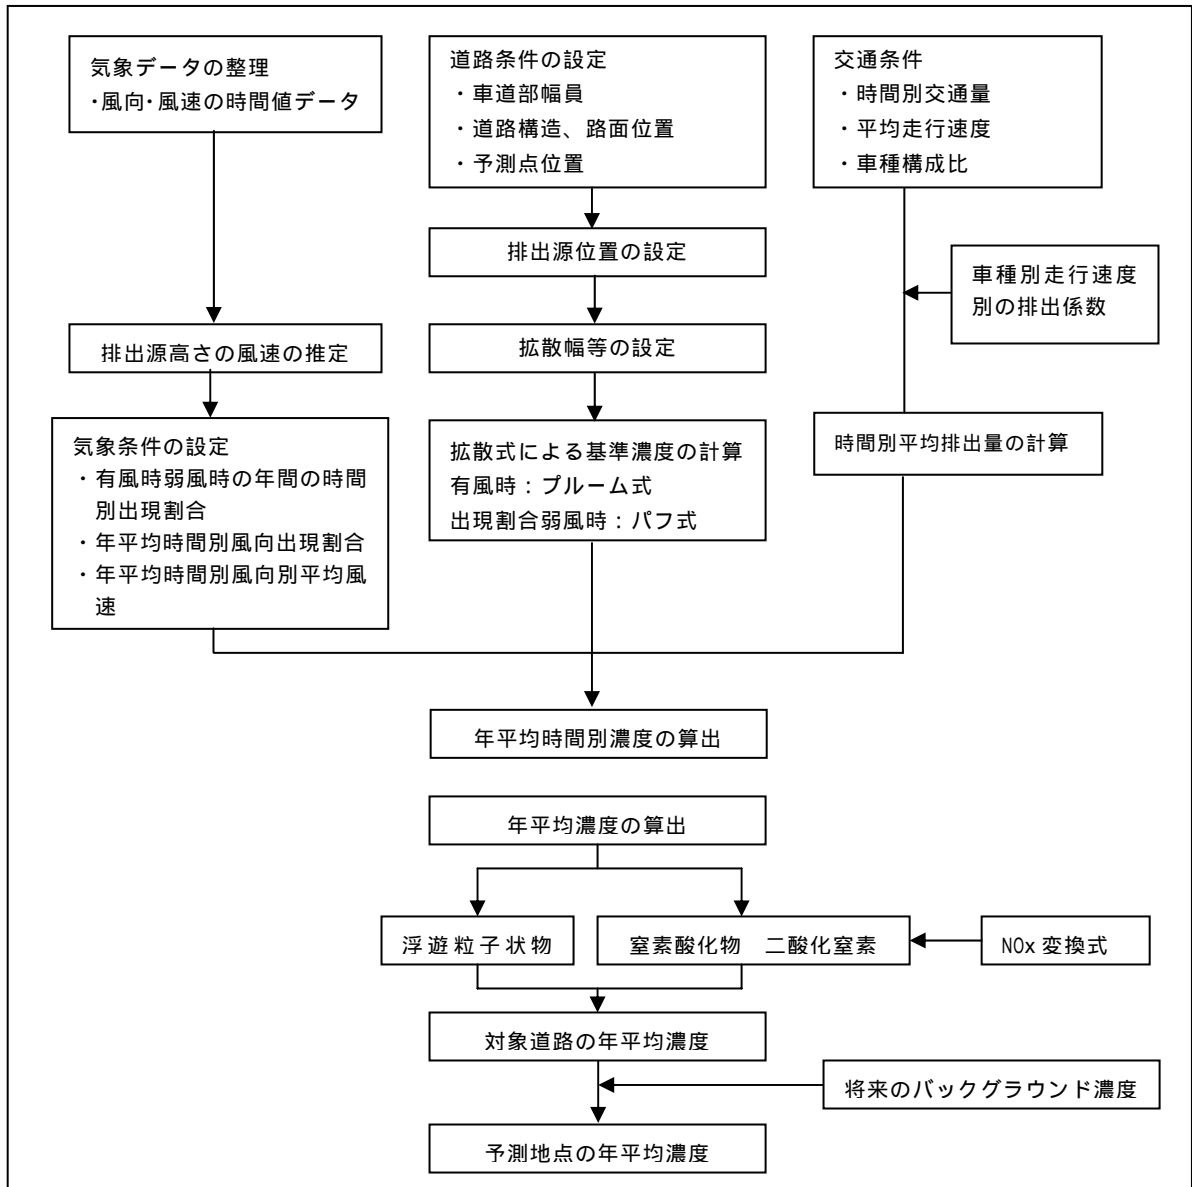 気象データの整理
・風向・風速の時間値データ
道路条件の設定
・車道部幅員
・道路構造、路面位置
・予測点位置
交通条件
・時間別交通量
・平均走行速度
・車種構成比
排出源位置の設定
車種別走行速度
別の排出係数
排出源高さの風速の推定
拡散幅等の設定
気象条件の設定
・有風時弱風時の年間の時間
別出現割合
・年平均時間別風向出現割合
・年平均時間別風向別平均風
速
拡散式による基準濃度の計算
有風時：プルーム式
出現割合弱風時：パフ式
時間別平均排出量の計算
年平均時間別濃度の算出
年平均濃度の算出
浮遊粒子状物
窒素酸化物　二酸化窒素
NOx 変換式
対象道路の年平均濃度
将来のバックグラウンド濃度
予測地点の年平均濃度